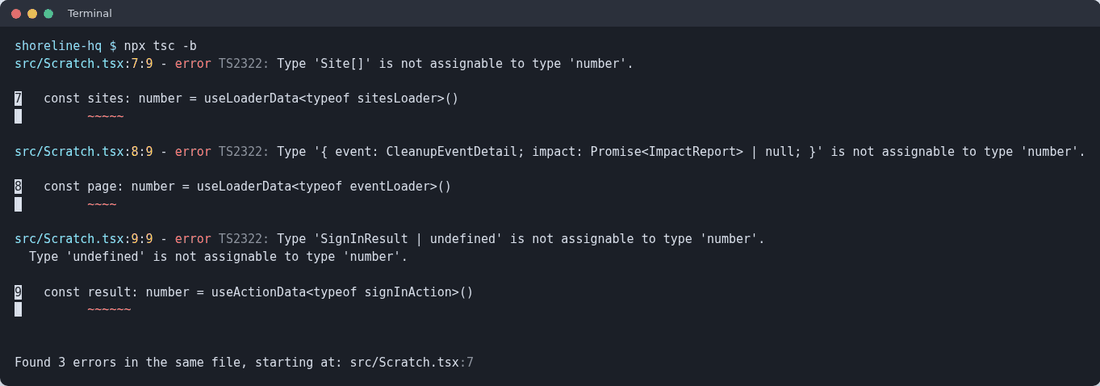 Terminal
shoreline-hq $ npx tsc -b
src/Scratch.tsx:7:9 - error TS2322: Type 'Site[]' is not assignable to type 'number'.
7   const sites: number = useLoaderData<typeof sitesLoader>()
~~~~~
src/Scratch.tsx:8:9 - error TS2322: Type '{ event: CleanupEventDetail; impact: Promise<ImpactReport> | null; }' is not assignable to type 'number'.
8   const page: number = useLoaderData<typeof eventLoader>()
~~~~
src/Scratch.tsx:9:9 - error TS2322: Type 'SignInResult | undefined' is not assignable to type 'number'.
  Type 'undefined' is not assignable to type 'number'.
9   const result: number = useActionData<typeof signInAction>()
~~~~~~
Found 3 errors in the same file, starting at: src/Scratch.tsx:7